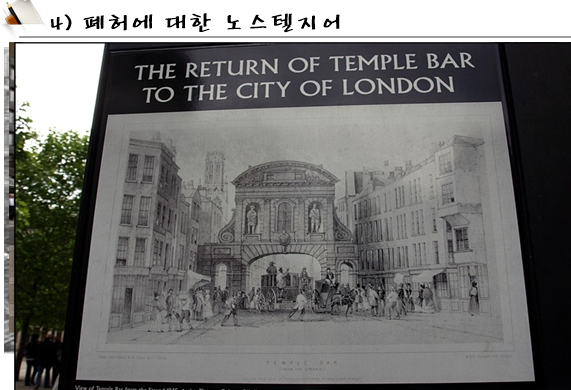 4) 폐허에 대한 노스텔지어
THE RETURN OF TEMPLE BAR
TO THE CITY OF LONDON
TEMPLE BAR